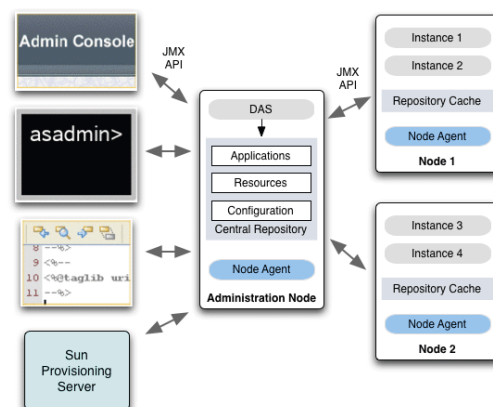 Admin Console
JMX
API
asadmin>
8 --%>
9 <%--
10 <%@taglib uri
11 --%>
Sun
Provisioning
Server
DAS
Applications
Resources
Configuration
Central Repository
Node Agent
Administration Node
JMX
API
Instance 1
Instance 2
Repository Cache
Node Agent
Node 1
Instance 3
Instance 4
Repository Cache
Node Agent
Node 2